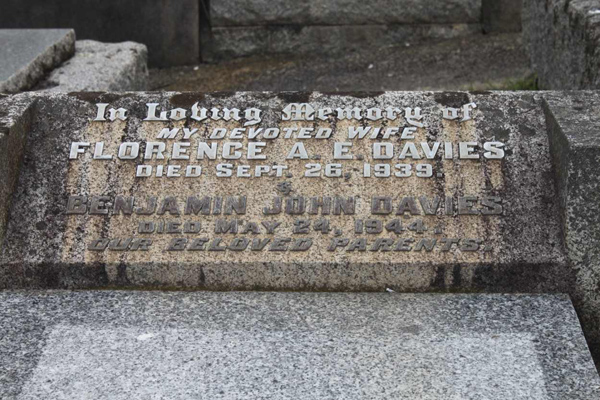 In Loving Memory of
MY DEVOTED WIFE
FLORENCE A. E. DAVIES
DIED SEPT 26. 1939.
&
BENJAMIN JOHN DAVIES
DIED MAY 24, 1944.
OUR BELOVED PARENTS.